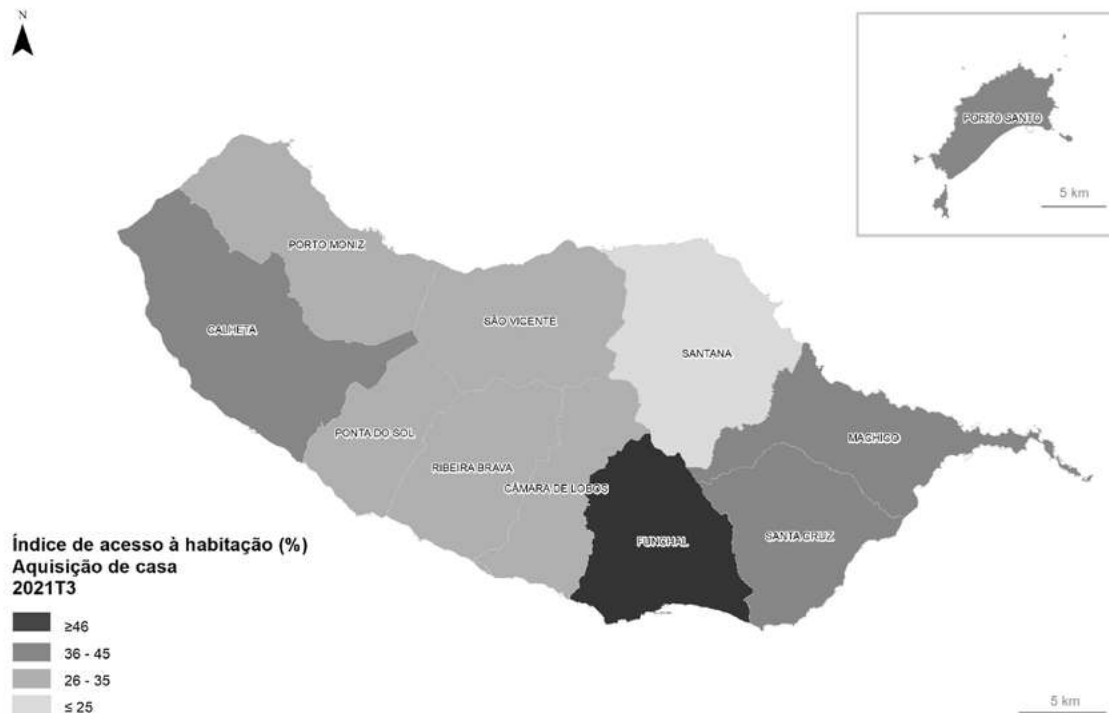 N
PORTO SANTO
5 km
PORTO MONIZ
CALHETA
SÃO VICENTE
SANTANA
PONTA DO SOL
RIBEIRA BRAVA
CÂMARA DE LOBOS
MACHICO
FUNCHAL
SANTA CRUZ
Índice de acesso à habitação (%)
Aquisição de casa
2021T3
≥46
36 - 45
26 - 35
≤ 25
5 km